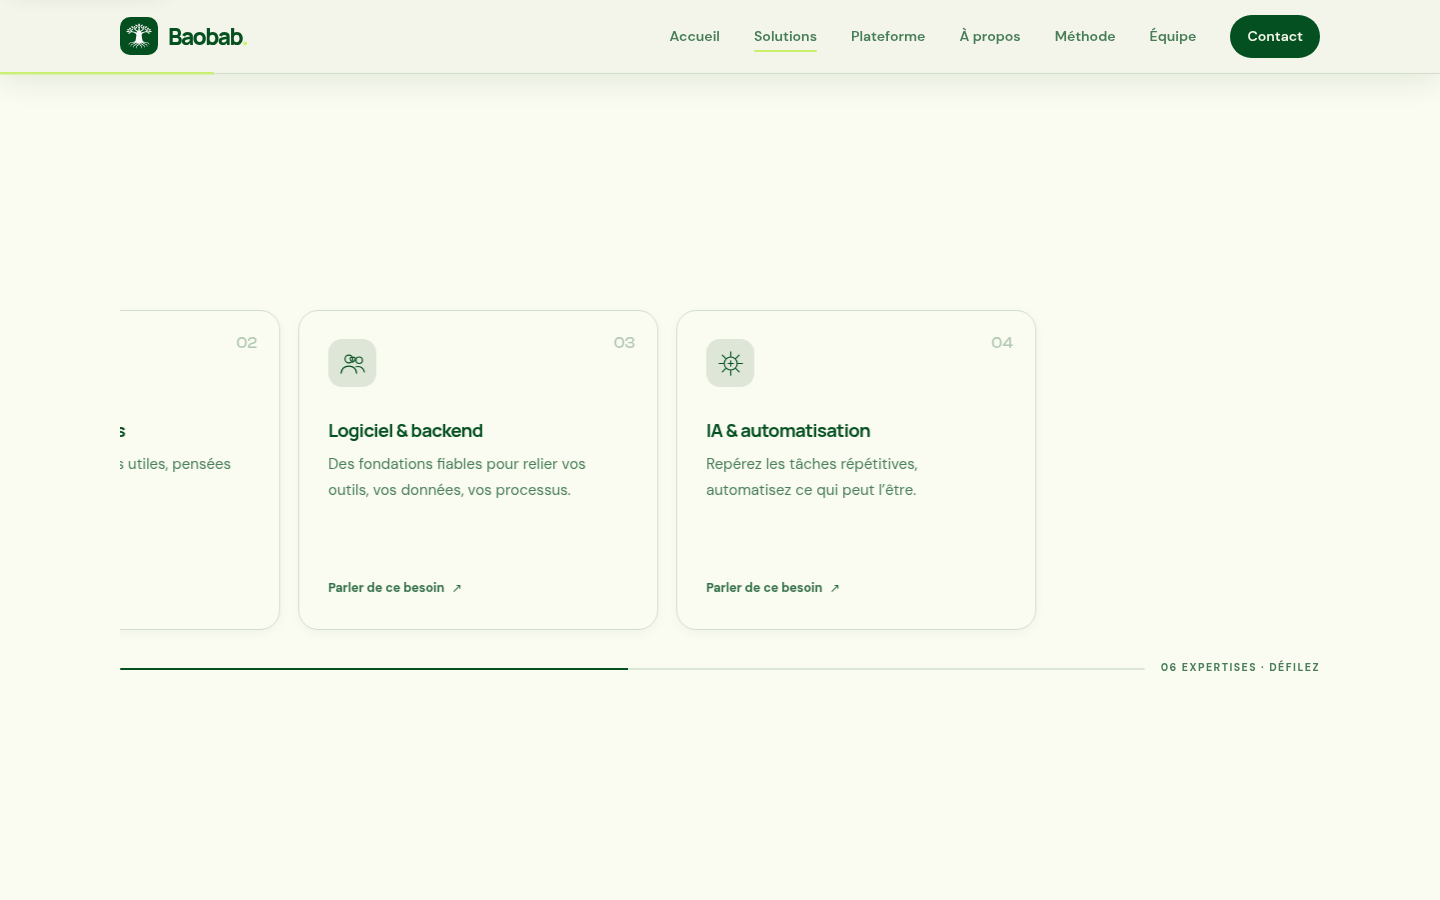 Baobab.
Accueil
Solutions
Plateforme
À propos
Méthode
Équipe
Contact
02
s utiles, pensées
03
Logiciel & backend
Des fondations fiables pour relier vos
outils, vos données, vos processus.
Parler de ce besoin ↗
04
IA & automatisation
Repérez les tâches répétitives,
automatisez ce qui peut l’être.
Parler de ce besoin ↗
06 EXPERTISES · DÉFILEZ